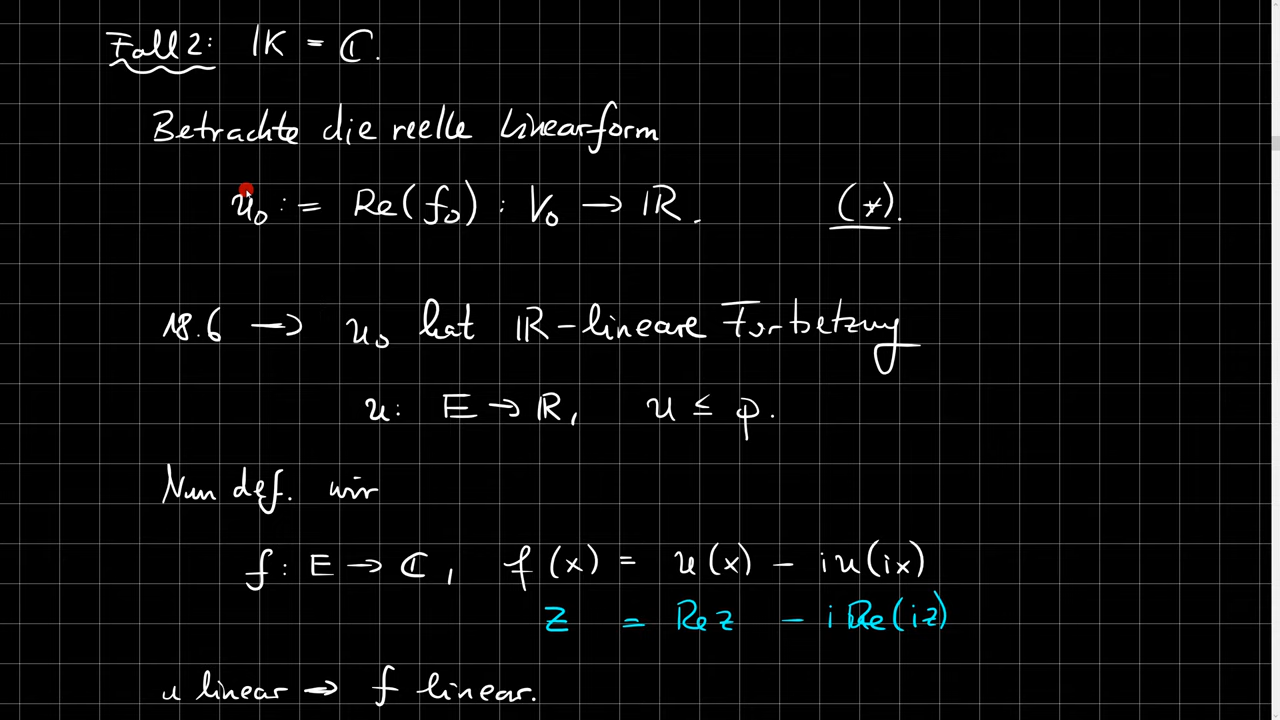 Fall 2: K = ℂ.
Betrachte die reelle Linearform
u₀ := Re(f₀) : V₀ → ℝ. (*).
18.6 → u₀ hat ℝ-lineare Fortsetzung
u: E → ℝ, u ≤ p.
Nun def. wir
f: E → ℂ, f(x) = u(x) - iu(ix)
z = Re z - i Re(iz)
u linear → f linear.